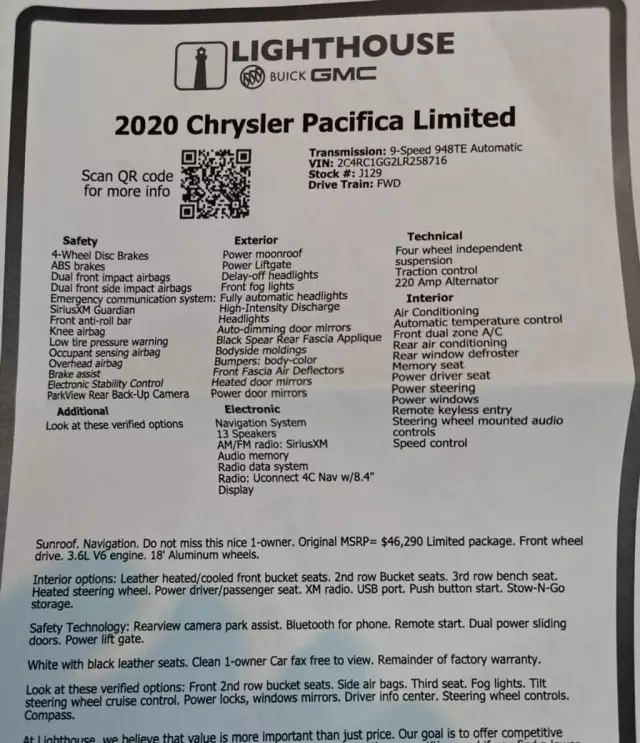 LIGHTHOUSE
BUICK GMC
2020 Chrysler Pacifica Limited
Scan QR code
for more info
Transmission: 9-Speed 948TE Automatic
VIN: 2C4RC1GG2LR258716
Stock #: J129
Drive Train: FWD
Safety
4-Wheel Disc Brakes
ABS brakes
Dual front impact airbags
Dual front side impact airbags
Emergency communication system:
SiriusXM Guardian
Front anti-roll bar
Knee airbag
Low tire pressure warning
Occupant sensing airbag
Overhead airbag
Brake assist
Electronic Stability Control
ParkView Rear Back-Up Camera
Additional
Look at these verified options
Exterior
Power moonroof
Power Liftgate
Delay-off headlights
Front fog lights
Fully automatic headlights
High-Intensity Discharge
Headlights
Auto-dimming door mirrors
Black Spear Rear Fascia Applique
Bodyside moldings
Bumpers: body-color
Front Fascia Air Deflectors
Heated door mirrors
Power door mirrors
Electronic
Navigation System
13 Speakers
AM/FM radio: SiriusXM
Audio memory
Radio data system
Radio: Uconnect 4C Nav w/8.4"
Display
Technical
Four wheel independent
suspension
Traction control
220 Amp Alternator
Interior
Air Conditioning
Automatic temperature control
Front dual zone A/C
Rear air conditioning
Rear window defroster
Memory seat
Power driver seat
Power steering
Power windows
Remote keyless entry
Steering wheel mounted audio
controls
Speed control
Sunroof. Navigation. Do not miss this nice 1-owner. Original MSRP= $46,290 Limited package. Front wheel
drive. 3.6L V6 engine. 18' Aluminum wheels.
Interior options: Leather heated/cooled front bucket seats. 2nd row Bucket seats. 3rd row bench seat.
Heated steering wheel. Power driver/passenger seat. XM radio. USB port. Push button start. Stow-N-Go
storage.
Safety Technology: Rearview camera park assist. Bluetooth for phone. Remote start. Dual power sliding
doors. Power lift gate.
White with black leather seats. Clean 1-owner Car fax free to view. Remainder of factory warranty.
Look at these verified options: Front 2nd row bucket seats. Side air bags. Third seat. Fog lights. Tilt
steering wheel cruise control. Power locks, windows mirrors. Driver info center. Steering wheel controls.
Compass.
At Lighthouse, we believe that value is more important than just price. Our goal is to offer competitive